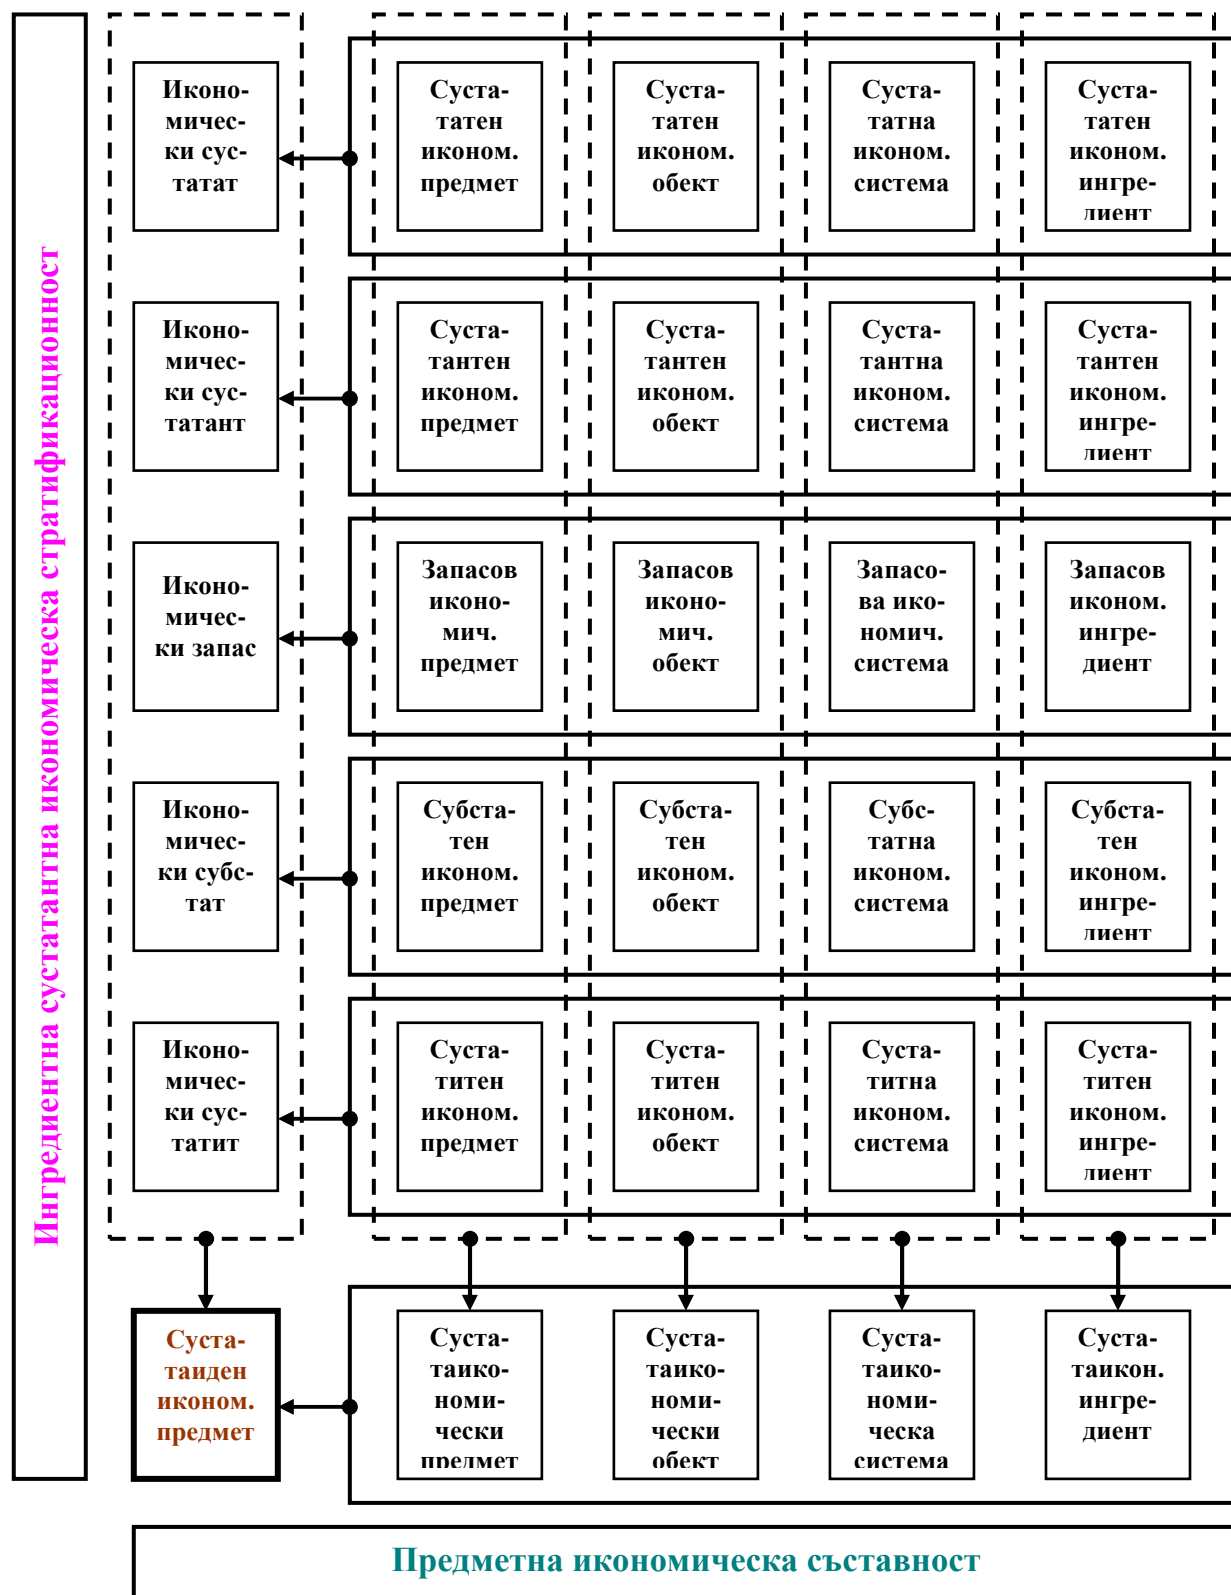 Ингредиентна сустатантна икономическа стратификационност
Иконо-
мичес-
ки сус-
татат
Суста-
татен
иконом.
предмет
Суста-
татен
иконом.
обект
Суста-
татна
иконом.
система
Суста-
татен
иконом.
ингре-
диент
Иконо-
мичес-
ки сус-
татант
Суста-
тантен
иконом.
предмет
Суста-
тантен
иконом.
обект
Суста-
тантна
иконом.
система
Суста-
тантен
иконом.
ингре-
диент
Иконо-
мичес-
ки запас
Запасов
иконо-
мич.
предмет
Запасов
иконо-
мич.
обект
Запасо-
ва ико-
номич.
система
Запасов
иконом.
ингре-
диент
Иконо-
мичес-
ки субс-
тат
Субста-
тен
иконом.
предмет
Субста-
тен
иконом.
обект
Субс-
татна
иконом.
система
Субста-
тен
иконом.
ингре-
диент
Иконо-
мичес-
ки сус-
татит
Суста-
титен
иконом.
предмет
Суста-
титен
иконом.
обект
Суста-
титна
иконом.
система
Суста-
титен
иконом.
ингре-
диент
Суста-
таиден
иконом.
предмет
Суста-
таико-
номи-
чески
предмет
Суста-
таико-
номи-
чески
обект
Суста-
таико-
номи-
ческа
система
Суста-
таикон.
ингре-
диент
Предметна икономическа съставност